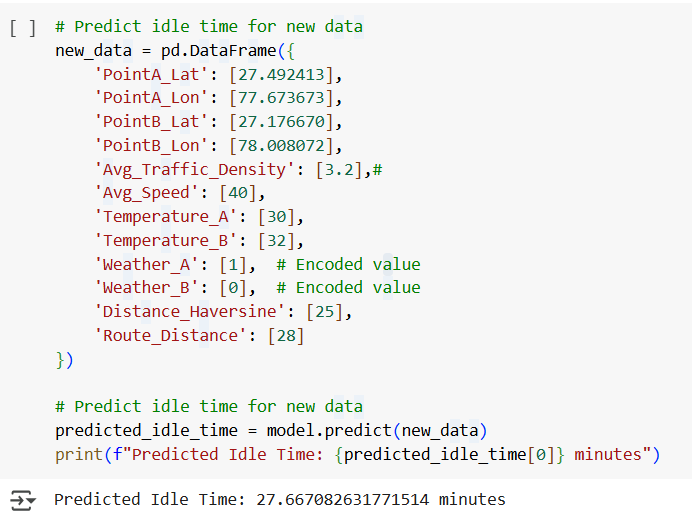 [ ] # Predict idle time for new data
new_data = pd.DataFrame({
    'PointA_Lat': [27.492413],
    'PointA_Lon': [77.673673],
    'PointB_Lat': [27.176670],
    'PointB_Lon': [78.008072],
    'Avg_Traffic_Density': [3.2],#
    'Avg_Speed': [40],
    'Temperature_A': [30],
    'Temperature_B': [32],
    'Weather_A': [1],  # Encoded value
    'Weather_B': [0],  # Encoded value
    'Distance_Haversine': [25],
    'Route_Distance': [28]
})

# Predict idle time for new data
predicted_idle_time = model.predict(new_data)
print(f"Predicted Idle Time: {predicted_idle_time[0]} minutes")
Predicted Idle Time: 27.667082631771514 minutes